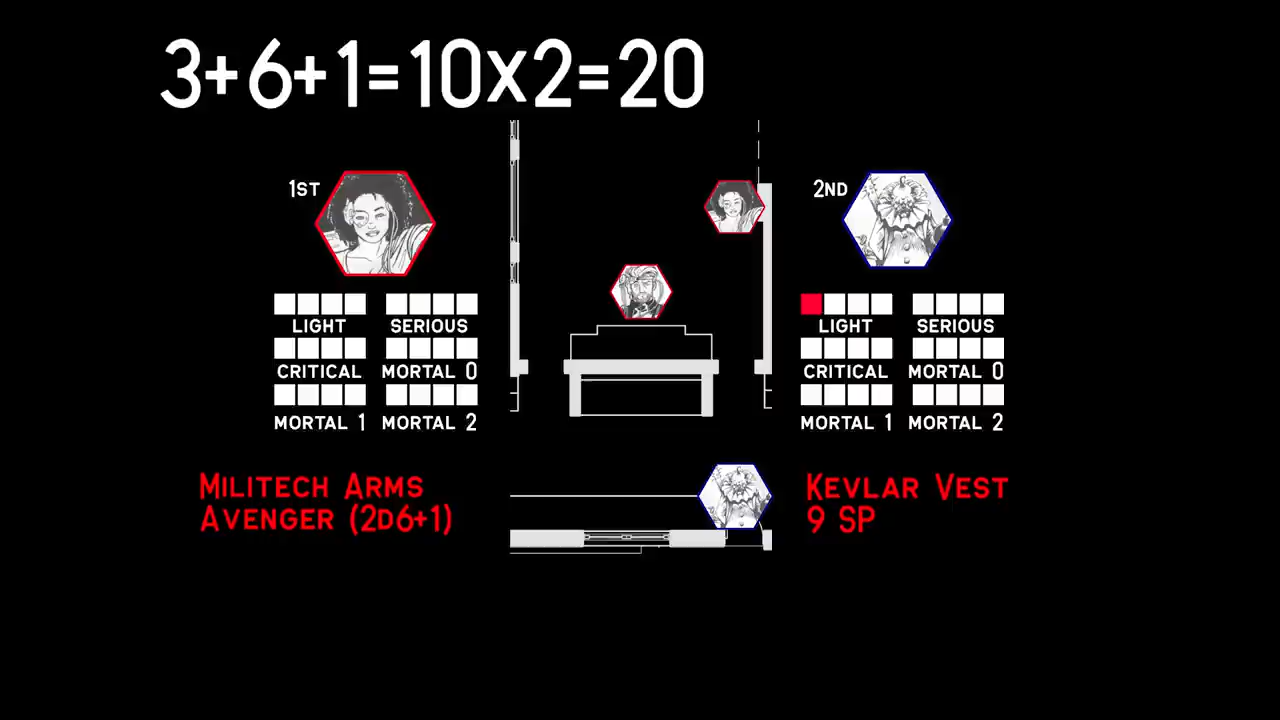 3+6+1=10x2=20
1st
2nd
Light
Serious
Critical
Mortal 0
Mortal 1
Mortal 2
Light
Serious
Critical
Mortal 0
Mortal 1
Mortal 2
Militech Arms
Avenger (2d6+1)
Kevlar Vest
9 SP